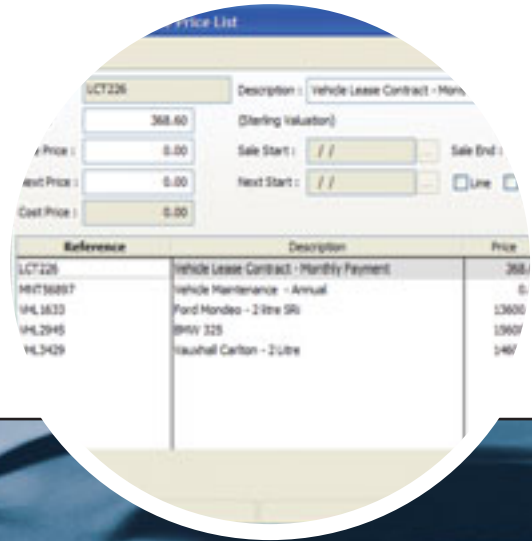 Price List
LCT226 Description : Vehicle Lease Contract -
368.60 (Sterling Valuation)
Price : 0.00 Sale Start : / / ... Sale End :
Next Price : 0.00 Next Start : / / ... Line
Cost Price : 0.00
Reference Description Price
LCT226 Vehicle Lease Contract - Monthly Payment 368.
MNT56897 Vehicle Maintenance - Annual 0.
VHL1633 Ford Mondeo - 2 litre SRi 13600
VHL2945 BMW 325
VHL3429 Vauxhall Carlton - 2 Litre